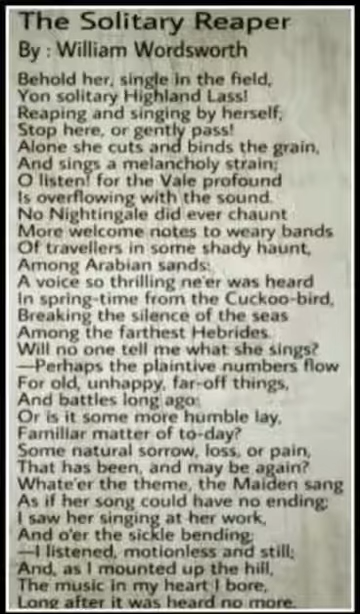 The Solitary Reaper
By : William Wordsworth
Behold her, single in the field,
Yon solitary Highland Lass!
Reaping and singing by herself;
Stop here, or gently pass!
Alone she cuts and binds the grain,
And sings a melancholy strain;
O listen! for the Vale profound
Is overflowing with the sound.
No Nightingale did ever chaunt
More welcome notes to weary bands
Of travellers in some shady haunt,
Among Arabian sands:
A voice so thrilling ne'er was heard
In spring-time from the Cuckoo-bird,
Breaking the silence of the seas
Among the farthest Hebrides.
Will no one tell me what she sings?
—Perhaps the plaintive numbers flow
For old, unhappy, far-off things,
And battles long ago:
Or is it some more humble lay,
Familiar matter of to-day?
Some natural sorrow, loss, or pain,
That has been, and may be again?
Whate'er the theme, the Maiden sang
As if her song could have no ending;
I saw her singing at her work,
And o'er the sickle bending;
—I listened, motionless and still;
And, as I mounted up the hill,
The music in my heart I bore,
Long after it was heard no more.